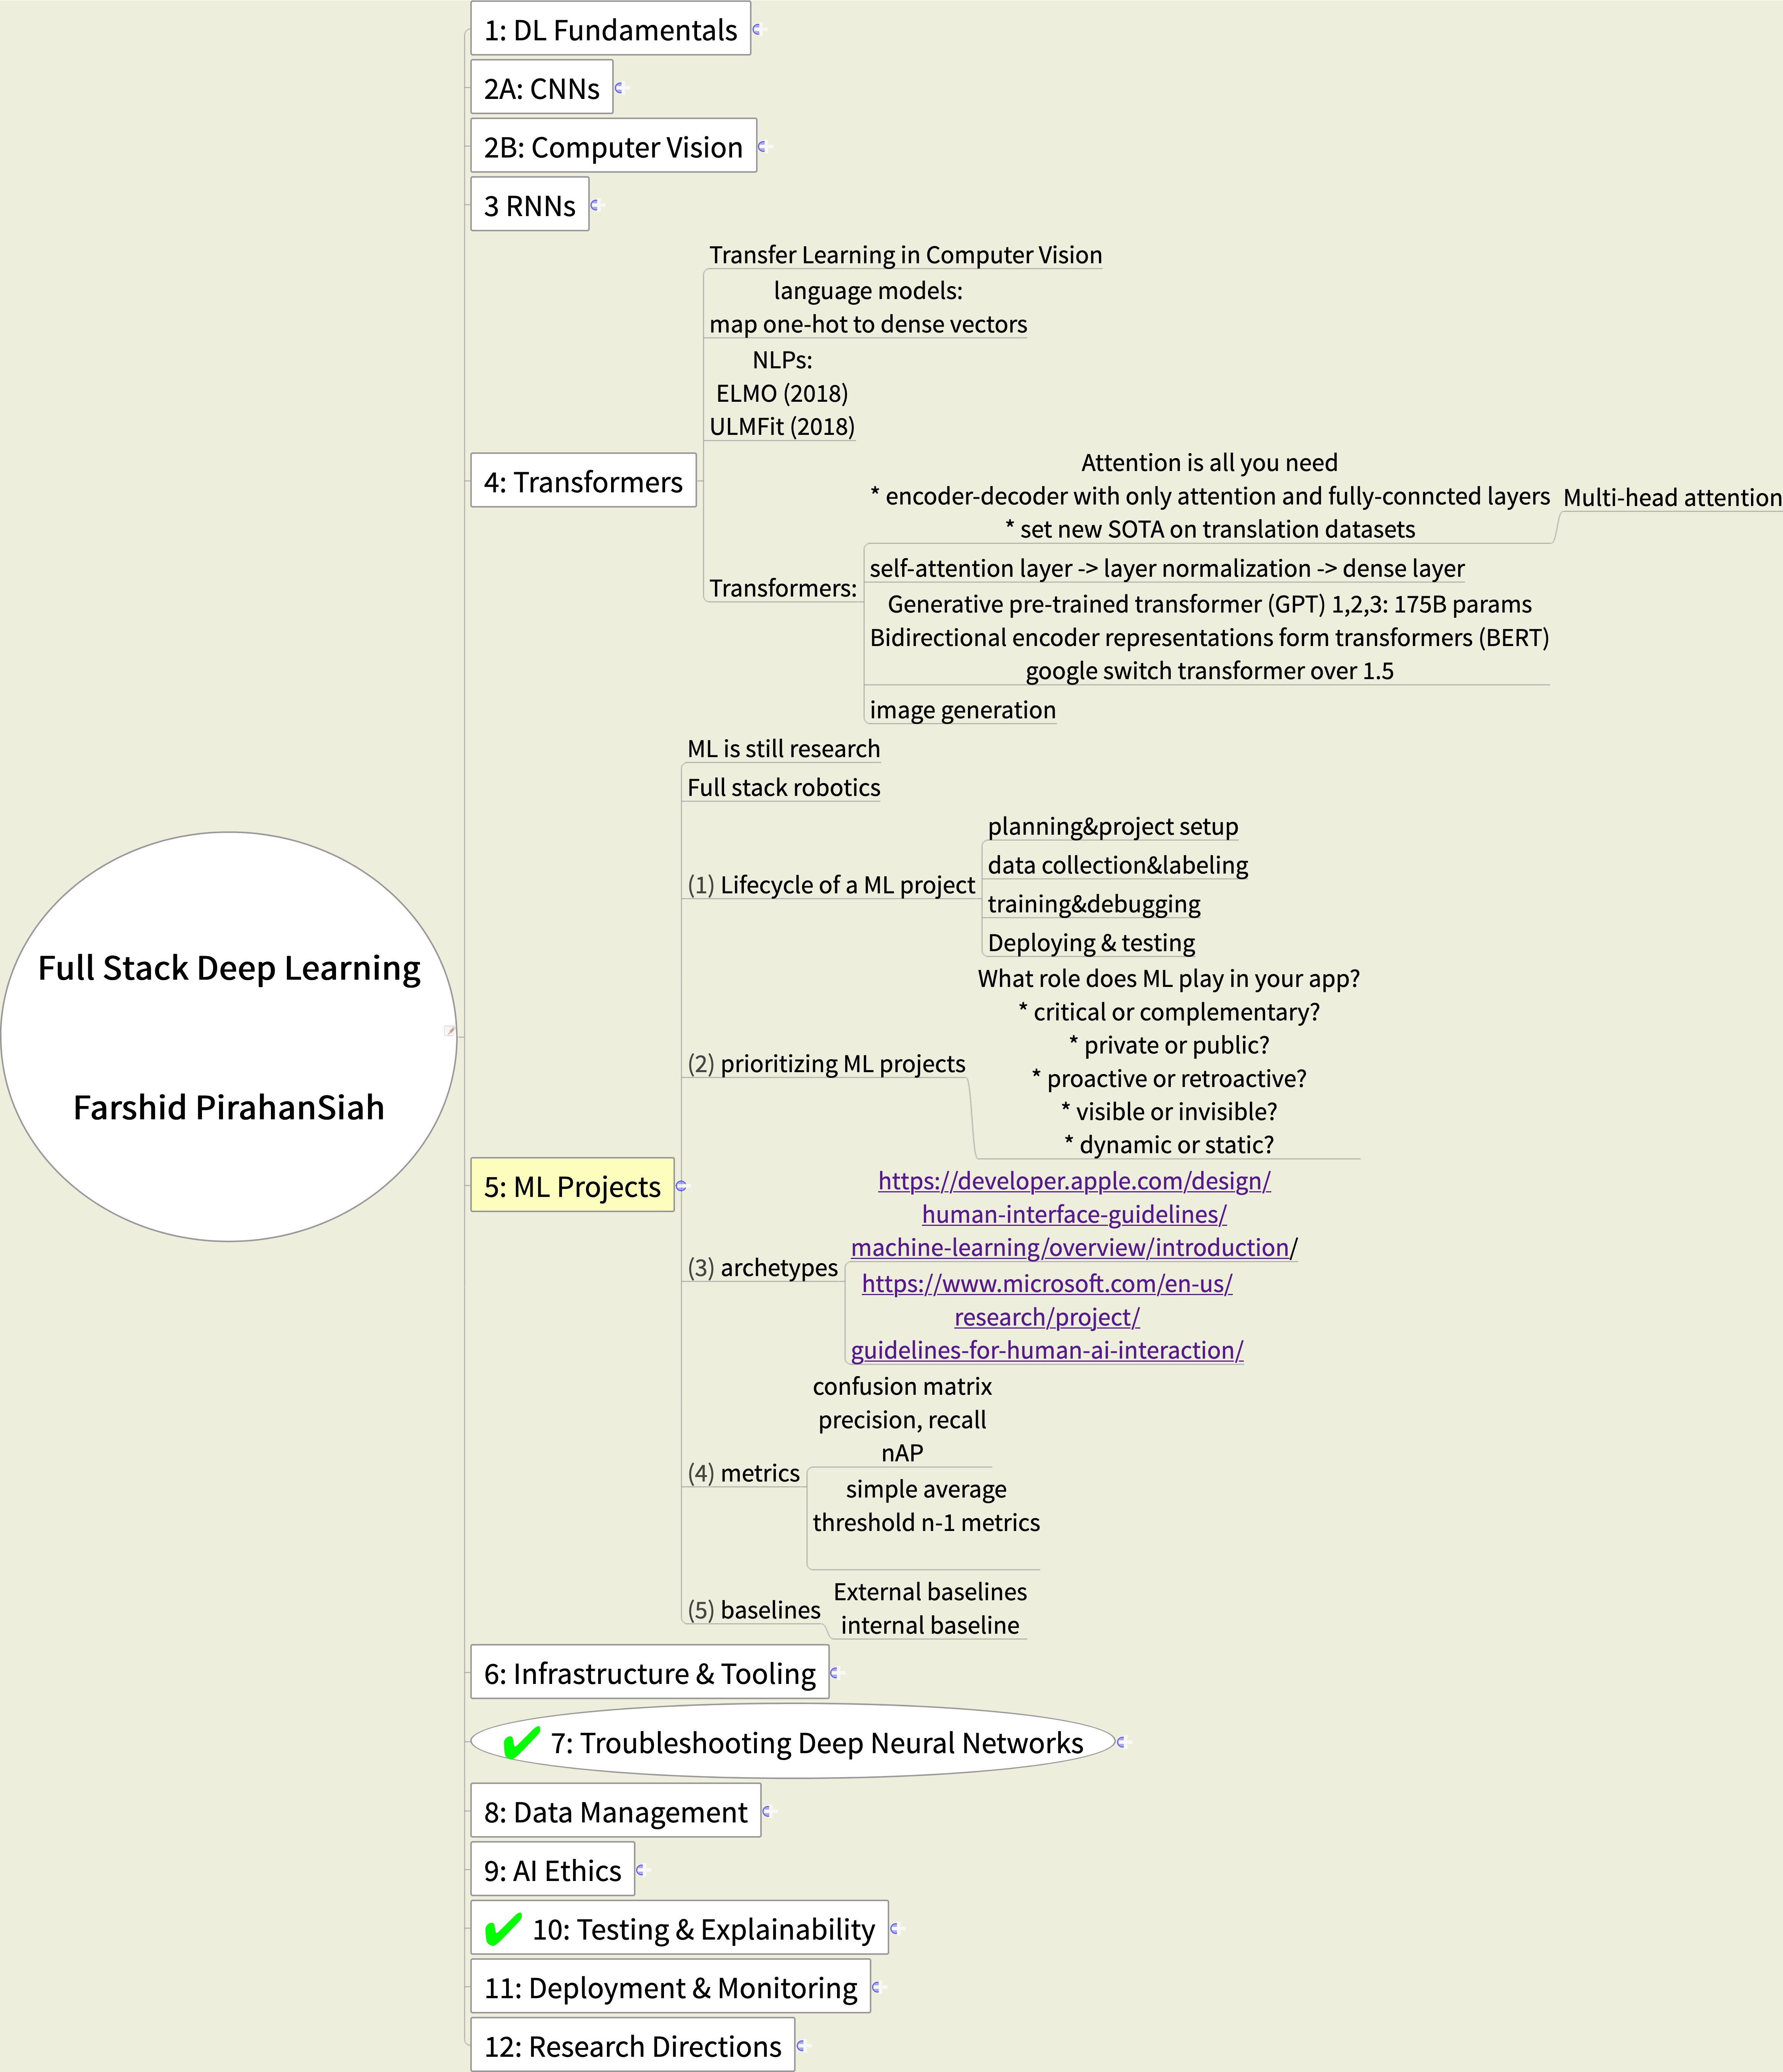 Full Stack Deep Learning
Farshid PirahanSiah
1: DL Fundamentals
2A: CNNs
2B: Computer Vision
3 RNNs
4: Transformers
Transfer Learning in Computer Vision
language models:
map one-hot to dense vectors
NLPs:
ELMO (2018)
ULMFit (2018)
Transformers:
Attention is all you need
* encoder-decoder with only attention and fully-conncted layers
* set new SOTA on translation datasets
Multi-head attention
self-attention layer -> layer normalization -> dense layer
Generative pre-trained transformer (GPT) 1,2,3: 175B params
Bidirectional encoder representations form transformers (BERT)
google switch transformer over 1.5
image generation
5: ML Projects
ML is still research
Full stack robotics
(1) Lifecycle of a ML project
planning&project setup
data collection&labeling
training&debugging
Deploying & testing
(2) prioritizing ML projects
What role does ML play in your app?
* critical or complementary?
* private or public?
* proactive or retroactive?
* visible or invisible?
* dynamic or static?
(3) archetypes
https://developer.apple.com/design/
human-interface-guidelines/
machine-learning/overview/introduction/
https://www.microsoft.com/en-us/
research/project/
guidelines-for-human-ai-interaction/
(4) metrics
confusion matrix
precision, recall
nAP
simple average
threshold n-1 metrics
(5) baselines
External baselines
internal baseline
6: Infrastructure & Tooling
7: Troubleshooting Deep Neural Networks
8: Data Management
9: AI Ethics
10: Testing & Explainability
11: Deployment & Monitoring
12: Research Directions